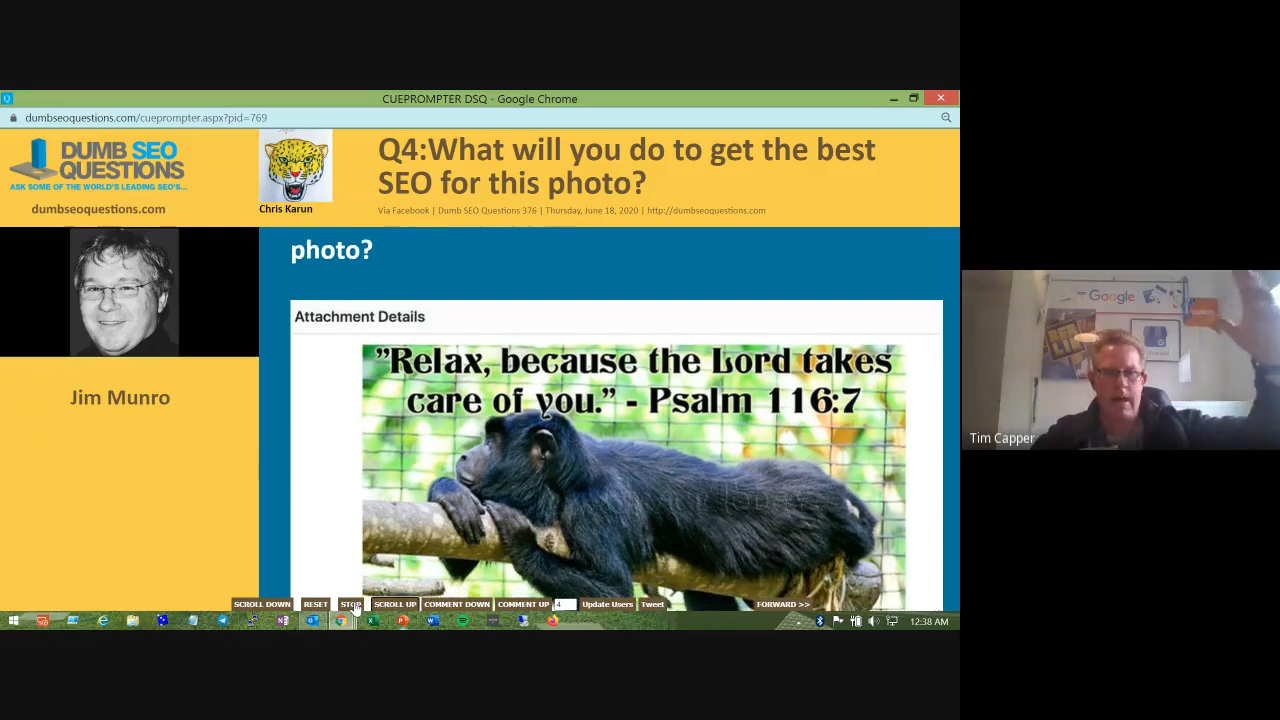 CUEPROMPTER DSQ - Google Chrome
dumbseoquestions.com/cueprompter.aspx?pid=769
DUMB SEO
QUESTIONS
ASK SOME OF THE WORLD'S LEADING SEO'S...
dumbseoquestions.com
Chris Karun
Q4:What will you do to get the best
SEO for this photo?
Via Facebook | Dumb SEO Questions 376 | Thursday, June 18, 2020 | http://dumbseoquestions.com
photo?
Jim Munro
Attachment Details
"Relax, because the Lord takes
care of you." - Psalm 116:7
Google
Tim Capper
SCROLL DOWN RESET STOP SCROLL UP COMMENT DOWN COMMENT UP 4 Update Users Tweet FORWARD >>
12:38 AM